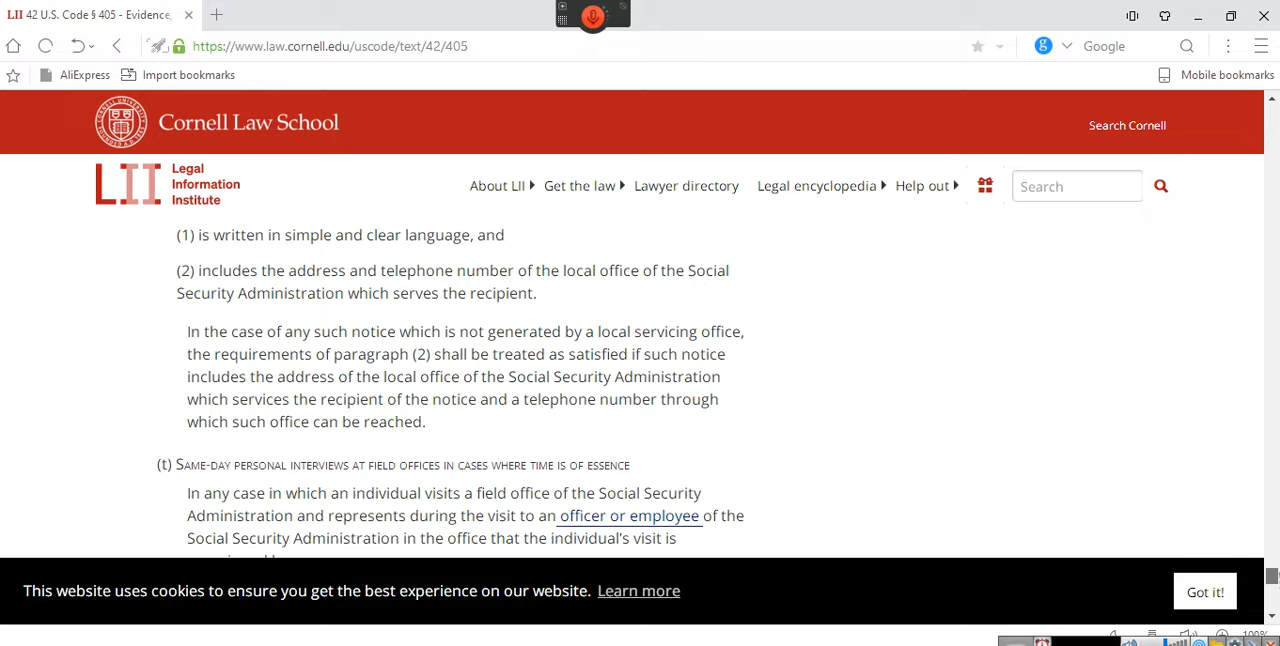 LII 42 U.S. Code § 405 - Evidence,
https://www.law.cornell.edu/uscode/text/42/405
g Google
AliExpress Import bookmarks Mobile bookmarks
Cornell Law School
Search Cornell
LII Legal
Information
Institute
About LII Get the law Lawyer directory Legal encyclopedia Help out Search
(1) is written in simple and clear language, and
(2) includes the address and telephone number of the local office of the Social
Security Administration which serves the recipient.
In the case of any such notice which is not generated by a local servicing office,
the requirements of paragraph (2) shall be treated as satisfied if such notice
includes the address of the local office of the Social Security Administration
which services the recipient of the notice and a telephone number through
which such office can be reached.
(t) Same-day personal interviews at field offices in cases where time is of essence
In any case in which an individual visits a field office of the Social Security
Administration and represents during the visit to an officer or employee of the
Social Security Administration in the office that the individual's visit is
This website uses cookies to ensure you get the best experience on our website. Learn more
Got it!
100%